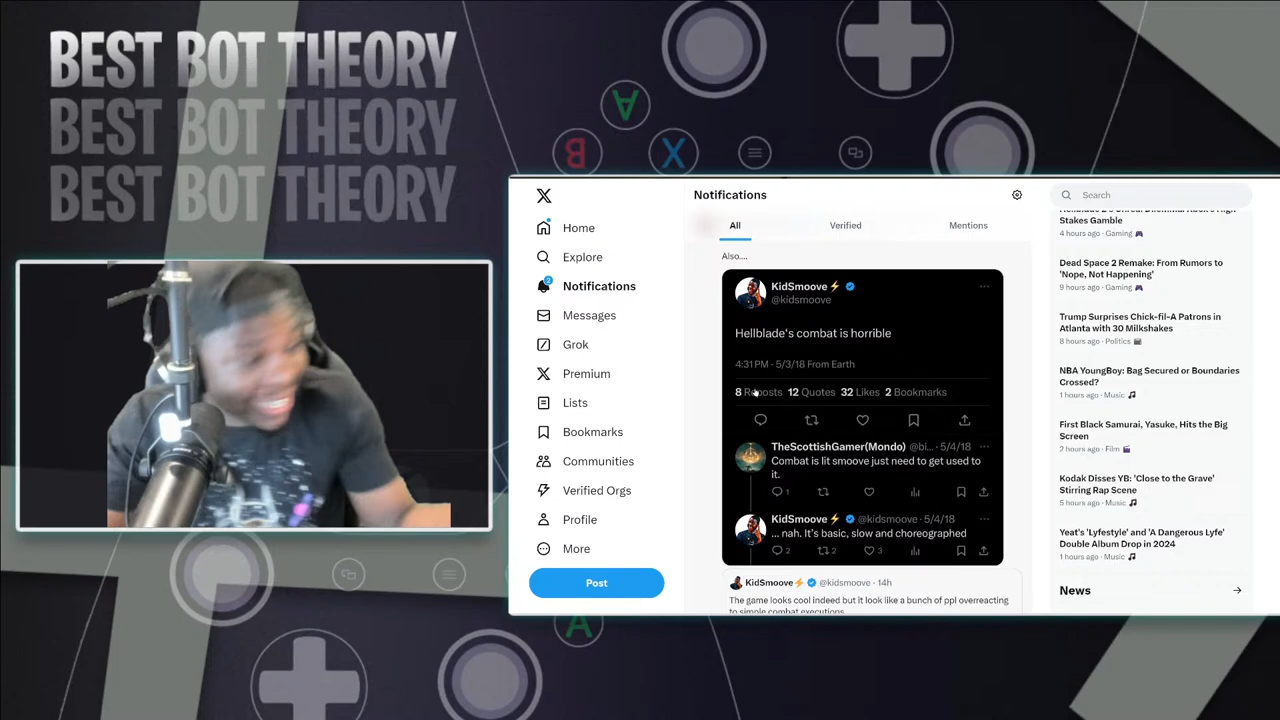 BEST BOT THEORY
BEST BOT THEORY
BEST BOT THEORY
A
B
X
X
Home
Explore
2
Notifications
Messages
Grok
Premium
Lists
Bookmarks
Communities
Verified Orgs
Profile
More
Post
Notifications
All
Verified
Mentions
Also....
KidSmoove⚡
@kidsmoove
Hellblade's combat is horrible
4:31 PM · 5/3/18 From Earth
8 Reposts 12 Quotes 32 Likes 2 Bookmarks
TheScottishGamer(Mondo) @bi... · 5/4/18
Combat is lit smoove just need to get used to
it.
1
KidSmoove⚡ @kidsmoove · 5/4/18
... nah. It's basic, slow and choreographed
2 2 3
KidSmoove⚡ @kidsmoove · 14h
The game looks cool indeed but it look like a bunch of ppl overreacting
to simple combat executions
Search
Stakes Gamble
4 hours ago · Gaming 🎮
Dead Space 2 Remake: From Rumors to
'Nope, Not Happening'
9 hours ago · Gaming 🎮
Trump Surprises Chick-fil-A Patrons in
Atlanta with 30 Milkshakes
8 hours ago · Politics
NBA YoungBoy: Bag Secured or Boundaries
Crossed?
1 hours ago · Music 🎵
First Black Samurai, Yasuke, Hits the Big
Screen
2 hours ago · Film 🎬
Kodak Disses YB: 'Close to the Grave'
Stirring Rap Scene
5 hours ago · Music 🎵
Yeat's 'Lyfestyle' and 'A Dangerous Lyfe'
Double Album Drop in 2024
1 hours ago · Music 🎵
News
A